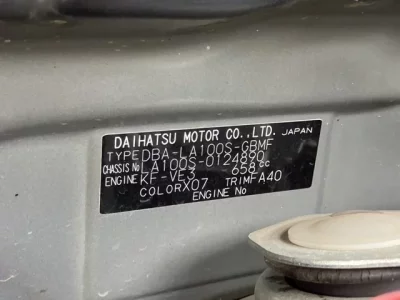 DAIHATSU MOTOR CO.,LTD. JAPAN
TYPE DBA-LA100S-GBMF
CHASSIS No LA100S-0124890
ENGINE KF-VE3 658cc
COLOR X07 TRIM FA40
ENGINE No